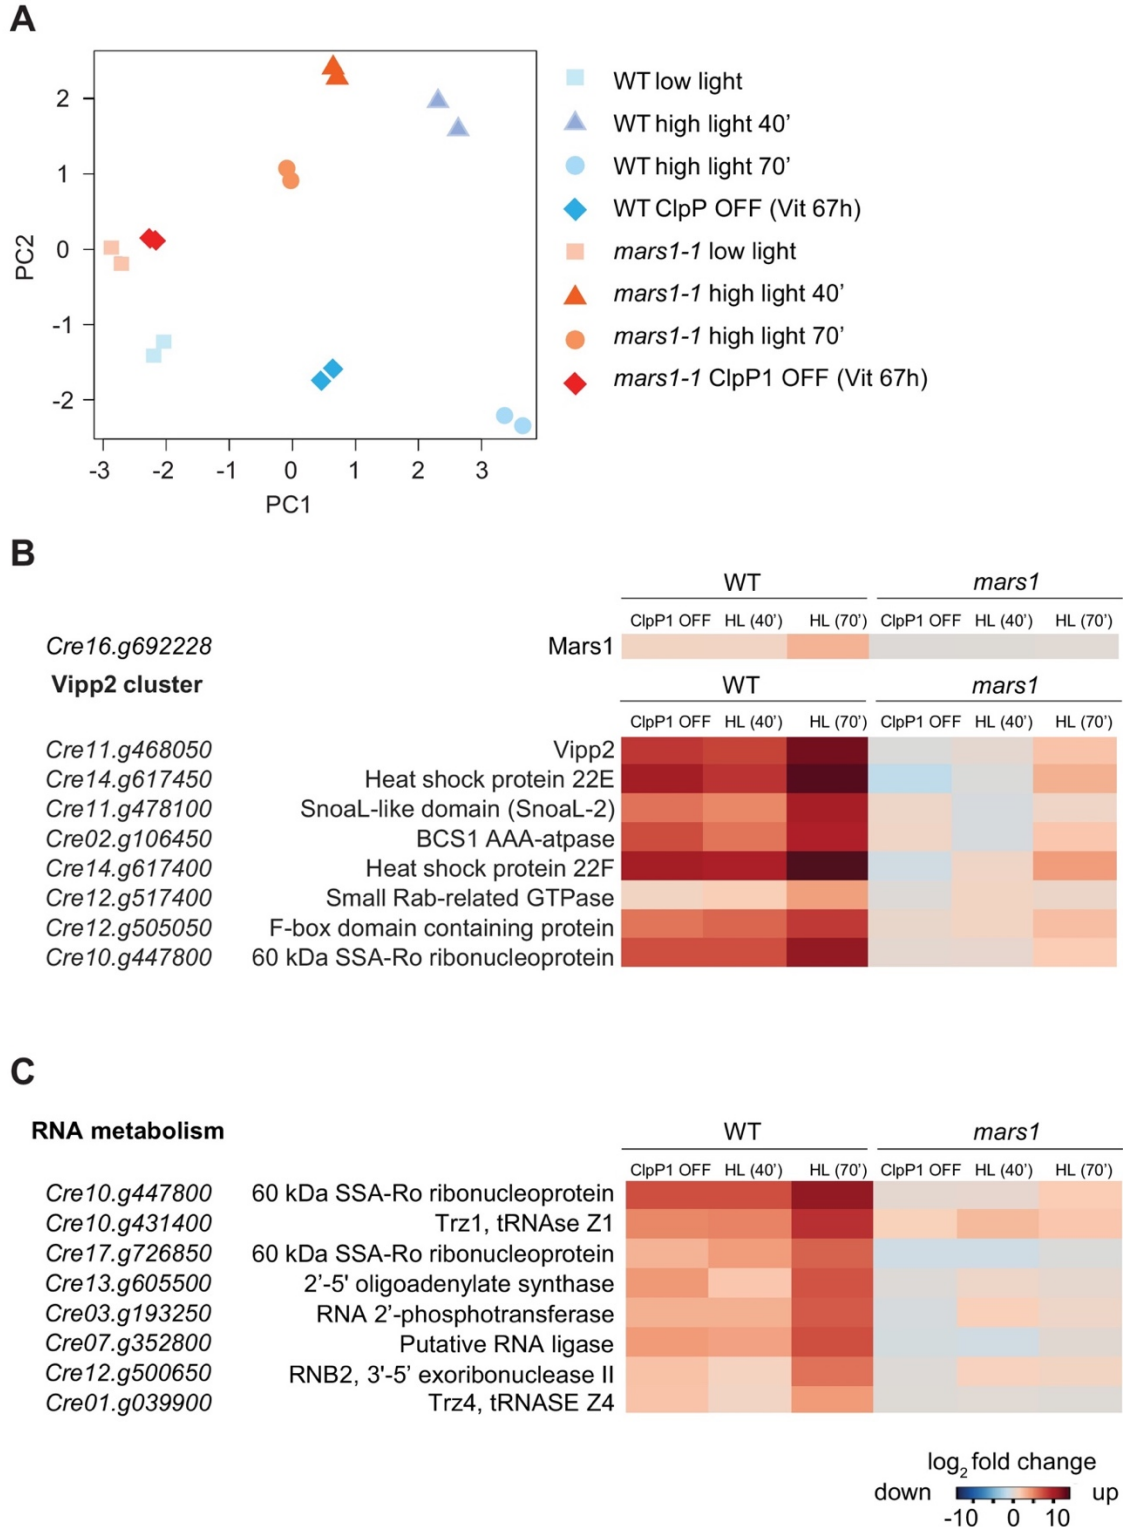 A
PC2
2
1
0
-1
-2
-3 -2 -1 0 1 2 3
PC1
WT low light
WT high light 40’
WT high light 70’
WT ClpP OFF (Vit 67h)
mars1-1 low light
mars1-1 high light 40’
mars1-1 high light 70’
mars1-1 ClpP1 OFF (Vit 67h)
B
WT mars1
ClpP1 OFF HL (40’) HL (70’) ClpP1 OFF HL (40’) HL (70’)
Cre16.g692228 Mars1
Vipp2 cluster WT mars1
ClpP1 OFF HL (40’) HL (70’) ClpP1 OFF HL (40’) HL (70’)
Cre11.g468050 Vipp2
Cre14.g617450 Heat shock protein 22E
Cre11.g478100 SnoaL-like domain (SnoaL-2)
Cre02.g106450 BCS1 AAA-atpase
Cre14.g617400 Heat shock protein 22F
Cre12.g517400 Small Rab-related GTPase
Cre12.g505050 F-box domain containing protein
Cre10.g447800 60 kDa SSA-Ro ribonucleoprotein
C
RNA metabolism WT mars1
ClpP1 OFF HL (40’) HL (70’) ClpP1 OFF HL (40’) HL (70’)
Cre10.g447800 60 kDa SSA-Ro ribonucleoprotein
Cre10.g431400 Trz1, tRNAse Z1
Cre17.g726850 60 kDa SSA-Ro ribonucleoprotein
Cre13.g605500 2’-5' oligoadenylate synthase
Cre03.g193250 RNA 2’-phosphotransferase
Cre07.g352800 Putative RNA ligase
Cre12.g500650 RNB2, 3'-5’ exoribonuclease II
Cre01.g039900 Trz4, tRNASE Z4
log2 fold change
down up
-10 0 10